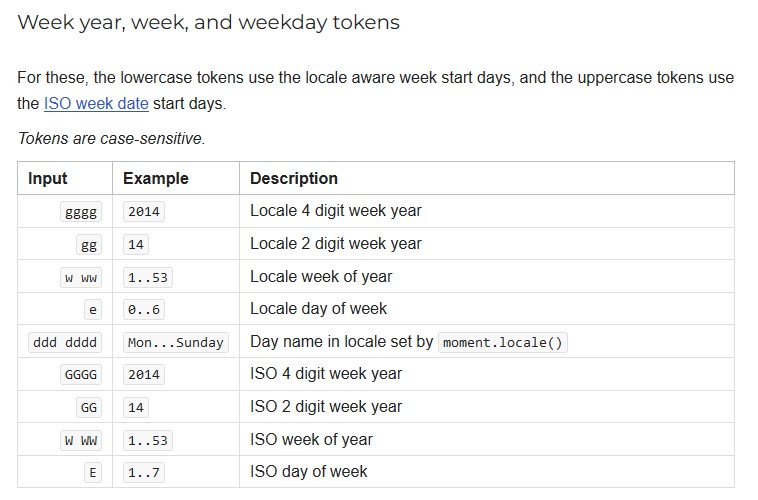 Week year, week, and weekday tokens
For these, the lowercase tokens use the locale aware week start days, and the uppercase tokens use
the ISO week date start days.
Tokens are case-sensitive.
Input Example Description
gggg 2014 Locale 4 digit week year
gg 14 Locale 2 digit week year
w ww 1..53 Locale week of year
e 0..6 Locale day of week
ddd dddd Mon...Sunday Day name in locale set by moment.locale()
GGGG 2014 ISO 4 digit week year
GG 14 ISO 2 digit week year
W WW 1..53 ISO week of year
E 1..7 ISO day of week